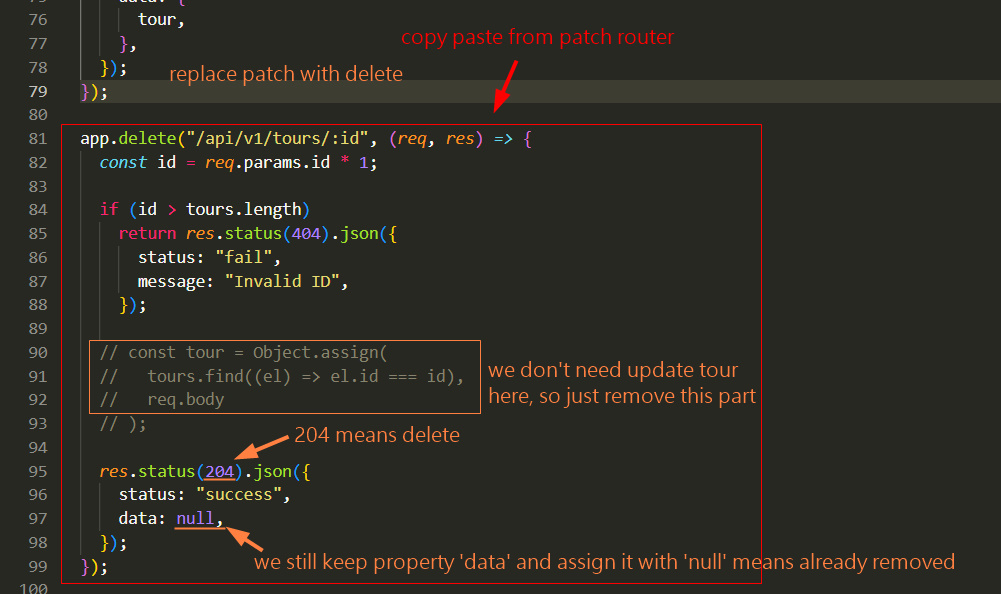 data: {
76 tour,
copy paste from patch router
77 },
78 });
replace patch with delete
79 });
80
81 app.delete("/api/v1/tours/:id", (req, res) => {
82 const id = req.params.id * 1;
83
84 if (id > tours.length)
85 return res.status(404).json({
86 status: "fail",
87 message: "Invalid ID",
88 });
89
90 // const tour = Object.assign(
91 // tours.find((el) => el.id === id),
we don't need update tour
92 // req.body
here, so just remove this part
93 // );
204 means delete
94
95 res.status(204).json({
96 status: "success",
97 data: null,
98 });
we still keep property 'data' and assign it with 'null' means already removed
99 });
100